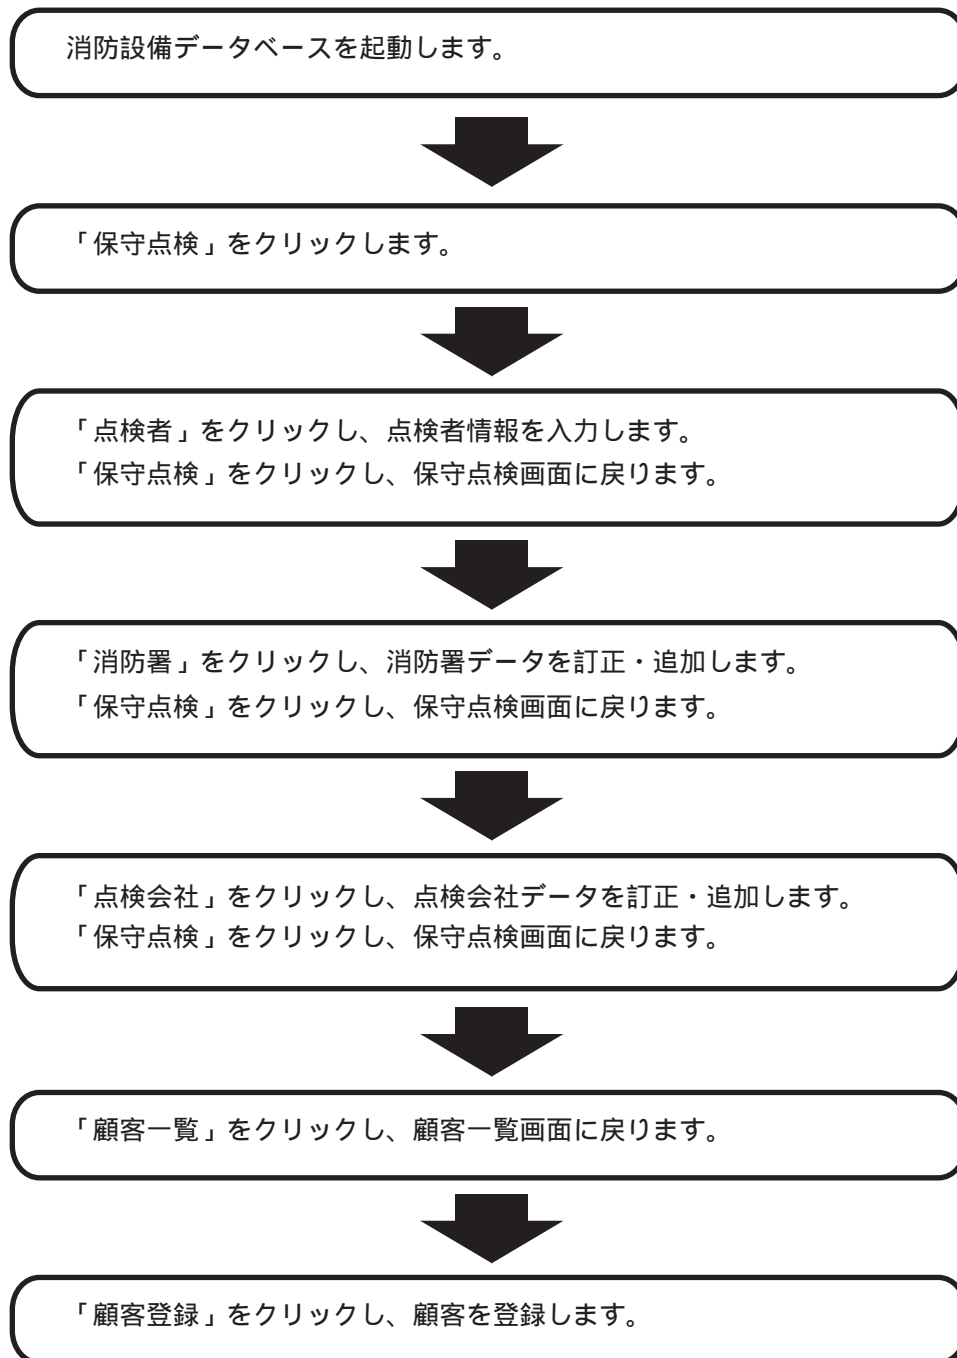 消防設備データベースを起動します。
「保守点検」をクリックします。
「点検者」をクリックし、点検者情報を入力します。
「保守点検」をクリックし、保守点検画面に戻ります。
「消防署」をクリックし、消防署データを訂正・追加します。
「保守点検」をクリックし、保守点検画面に戻ります。
「点検会社」をクリックし、点検会社データを訂正・追加します。
「保守点検」をクリックし、保守点検画面に戻ります。
「顧客一覧」をクリックし、顧客一覧画面に戻ります。
「顧客登録」をクリックし、顧客を登録します。